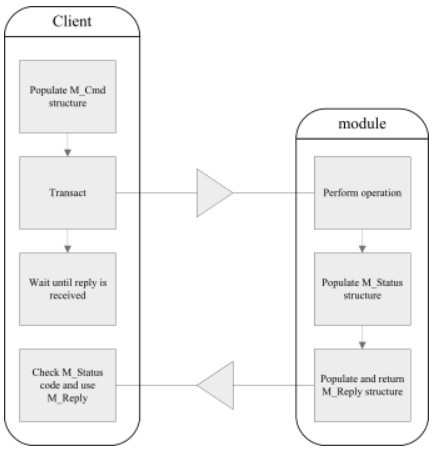 Client
Populate M_Cmd
structure
Transact
Wait until reply is
received
Check M_Status
code and use
M_Reply
module
Perform operation
Populate M_Status
structure
Populate and return
M_Reply structure